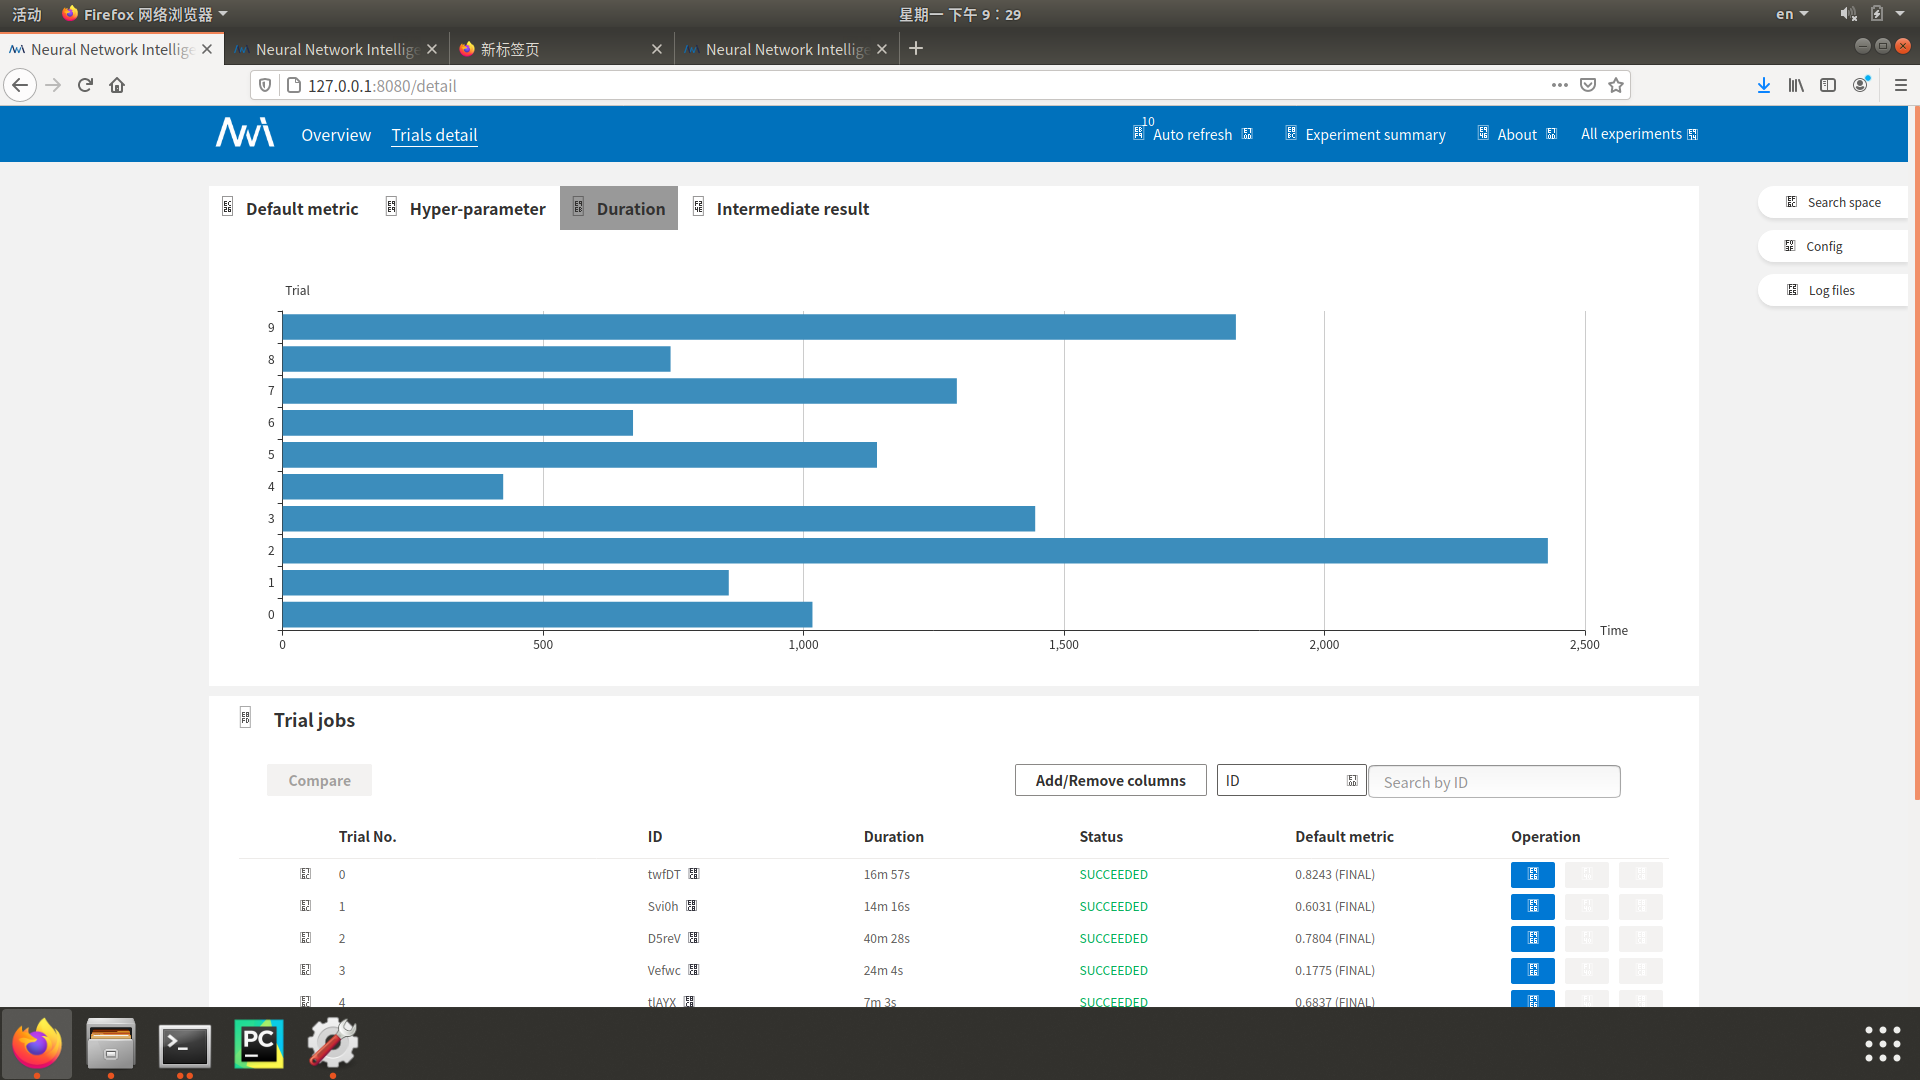 活动 Firefox 网络浏览器 星期一 下午 9：29 en
Neural Network Intellige Neural Network Intellige 新标签页 Neural Network Intellige
127.0.0.1:8080/detail
Overview Trials detail 10 Auto refresh Experiment summary About All experiments
Default metric Hyper-parameter Duration Intermediate result
Search space
Config
Log files
Trial
9
8
7
6
5
4
3
2
1
0
Time
0 500 1,000 1,500 2,000 2,500
Trial jobs
Compare Add/Remove columns ID Search by ID
Trial No. ID Duration Status Default metric Operation
0 twfDT 16m 57s SUCCEEDED 0.8243 (FINAL)
1 Svi0h 14m 16s SUCCEEDED 0.6031 (FINAL)
2 D5reV 40m 28s SUCCEEDED 0.7804 (FINAL)
3 Vefwc 24m 4s SUCCEEDED 0.1775 (FINAL)
4 tlAYX 7m 3s SUCCEEDED 0.6837 (FINAL)
PC